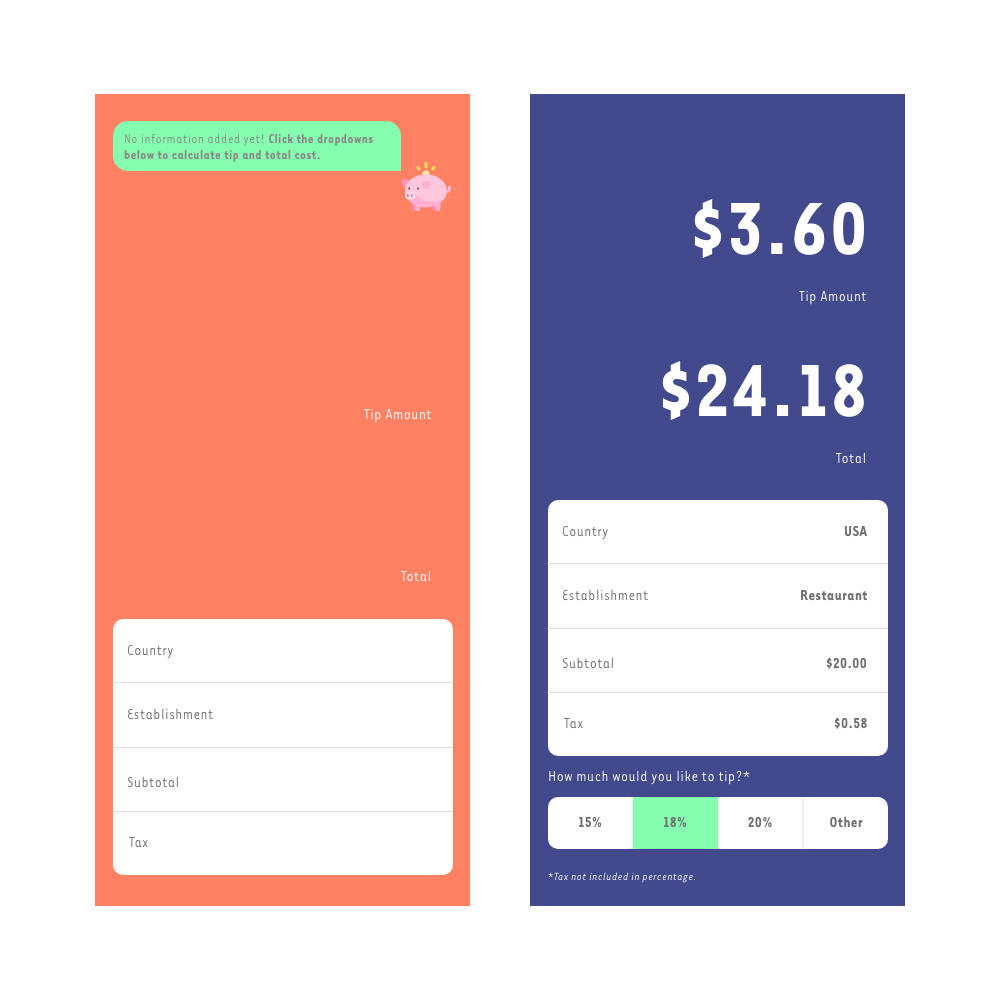 No information added yet! Click the dropdowns
below to calculate tip and total cost.
Tip Amount
Total
Country
Establishment
Subtotal
Tax
$3.60
Tip Amount
$24.18
Total
Country USA
Establishment Restaurant
Subtotal $20.00
Tax $0.58
How much would you like to tip?*
15% 18% 20% Other
*Tax not included in percentage.